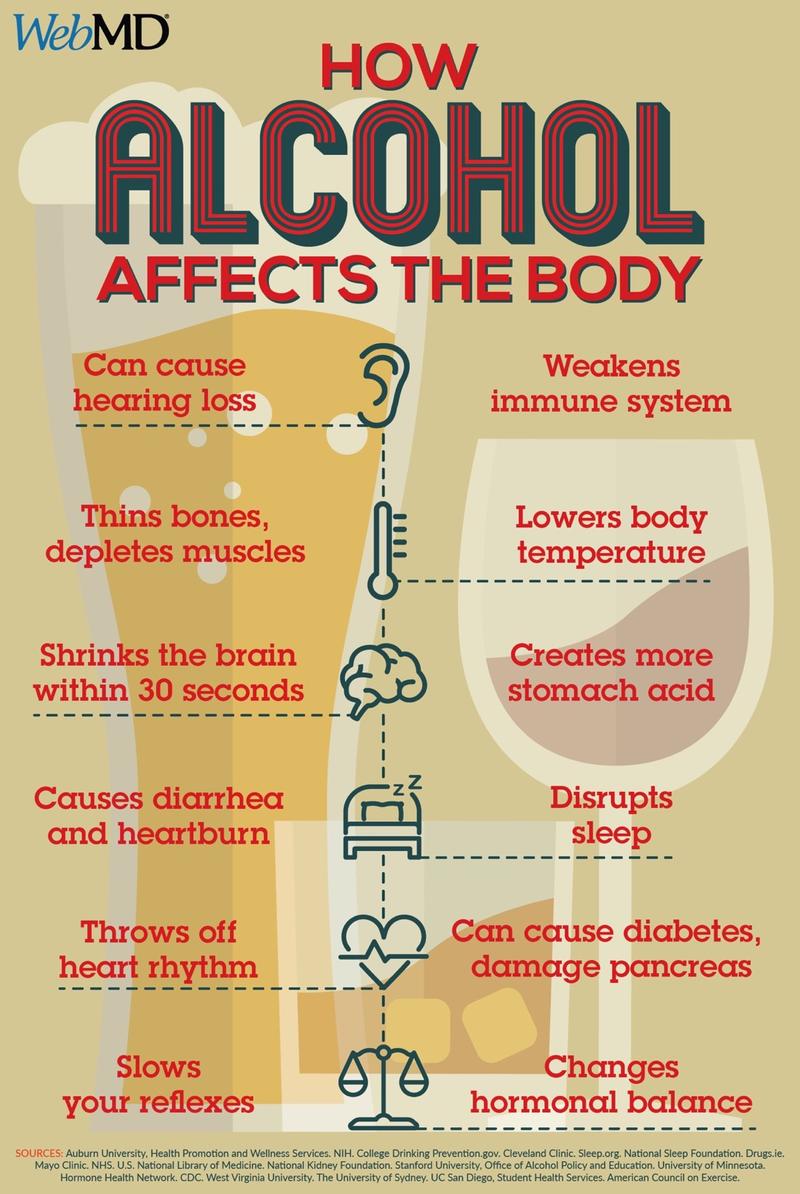 WebMD
HOW
ALCOHOL
AFFECTS THE BODY
Can cause
hearing loss
Weakens
immune system
Thins bones,
depletes muscles
Lowers body
temperature
Shrinks the brain
within 30 seconds
Creates more
stomach acid
Causes diarrhea
and heartburn
z Z
Disrupts
sleep
Throws off
heart rhythm
Can cause diabetes,
damage pancreas
Slows
your reflexes
Changes
hormonal balance
SOURCES: Auburn University, Health Promotion and Wellness Services. NIH. College Drinking Prevention.gov. Cleveland Clinic. Sleep.org. National Sleep Foundation. Drugs.ie.
Mayo Clinic. NHS. U.S. National Library of Medicine. National Kidney Foundation. Stanford University, Office of Alcohol Policy and Education. University of Minnesota.
Hormone Health Network. CDC. West Virginia University. The University of Sydney. UC San Diego, Student Health Services. American Council on Exercise.